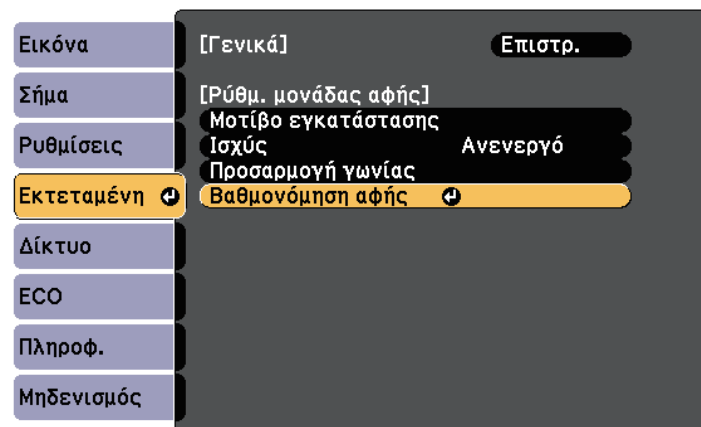 Εικόνα
Σήμα
Ρυθμίσεις
Εκτεταμένη
Δίκτυο
ECO
Πληροφ.
Μηδενισμός
[Γενικά] Επιστρ.
[Ρύθμ. μονάδας αφής]
Μοτίβο εγκατάστασης
Ισχύς Ανενεργό
Προσαρμογή γωνίας
Βαθμονόμηση αφής